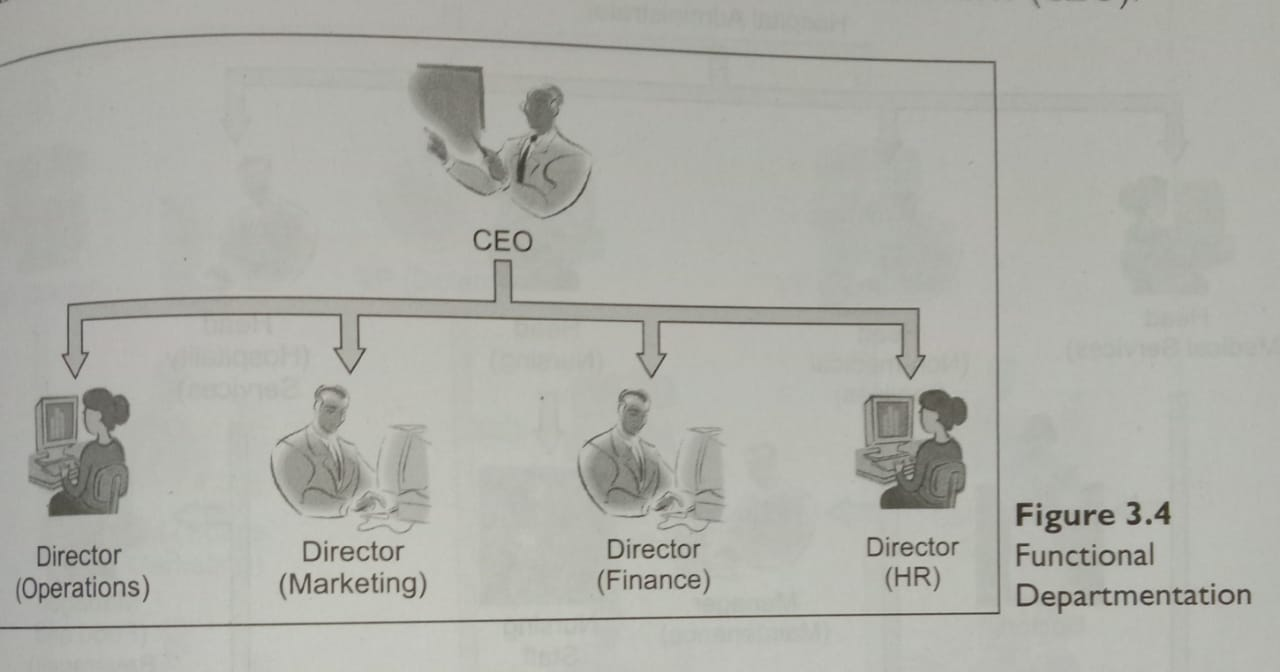 CEO
Director
(Operations)
Director
(Marketing)
Director
(Finance)
Director
(HR)
Figure 3.4
Functional
Departmentation